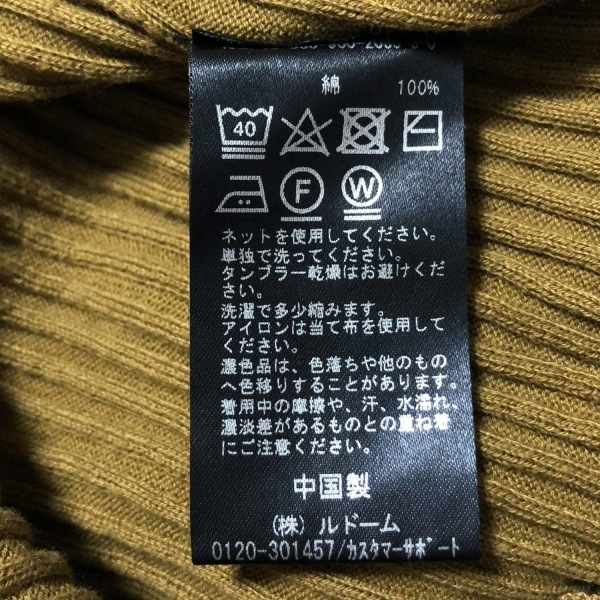 綿 100%
40
F W
ネットを使用してください。
単独で洗ってください。
タンブラー乾燥はお避けくだ
さい。
洗濯で多少縮みます。
アイロンは当て布を使用して
ください。
濃色品は、色落ちや他のもの
へ色移りすることがあります。
着用中の摩擦や、汗、水濡れ、
濃淡差があるものとの重ね着
にご注意ください。
中国製
(株) ルドーム
0120-301457/カスタマーサポート